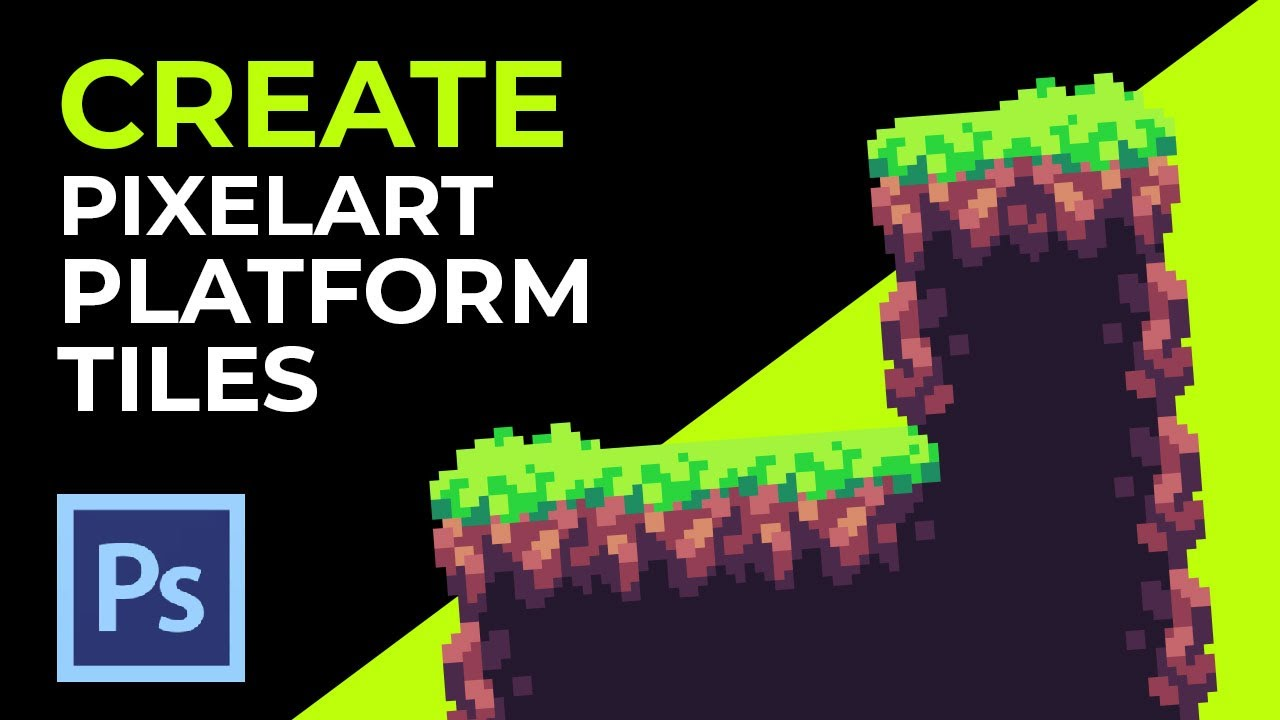 CREATE
PIXELART
PLATFORM
TILES
Ps